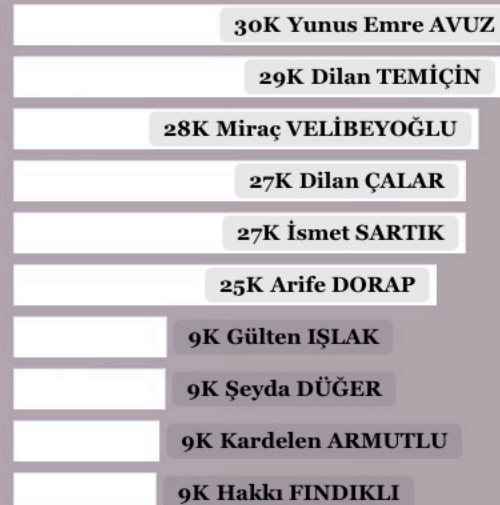 30K Yunus Emre AVUZ
29K Dilan TEMİÇİN
28K Miraç VELİBEYOĞLU
27K Dilan ÇALAR
27K İsmet SARTIK
25K Arife DORAP
9K Gülten IŞLAK
9K Şeyda DÜĞER
9K Kardelen ARMUTLU
9K Hakkı FINDIKLI